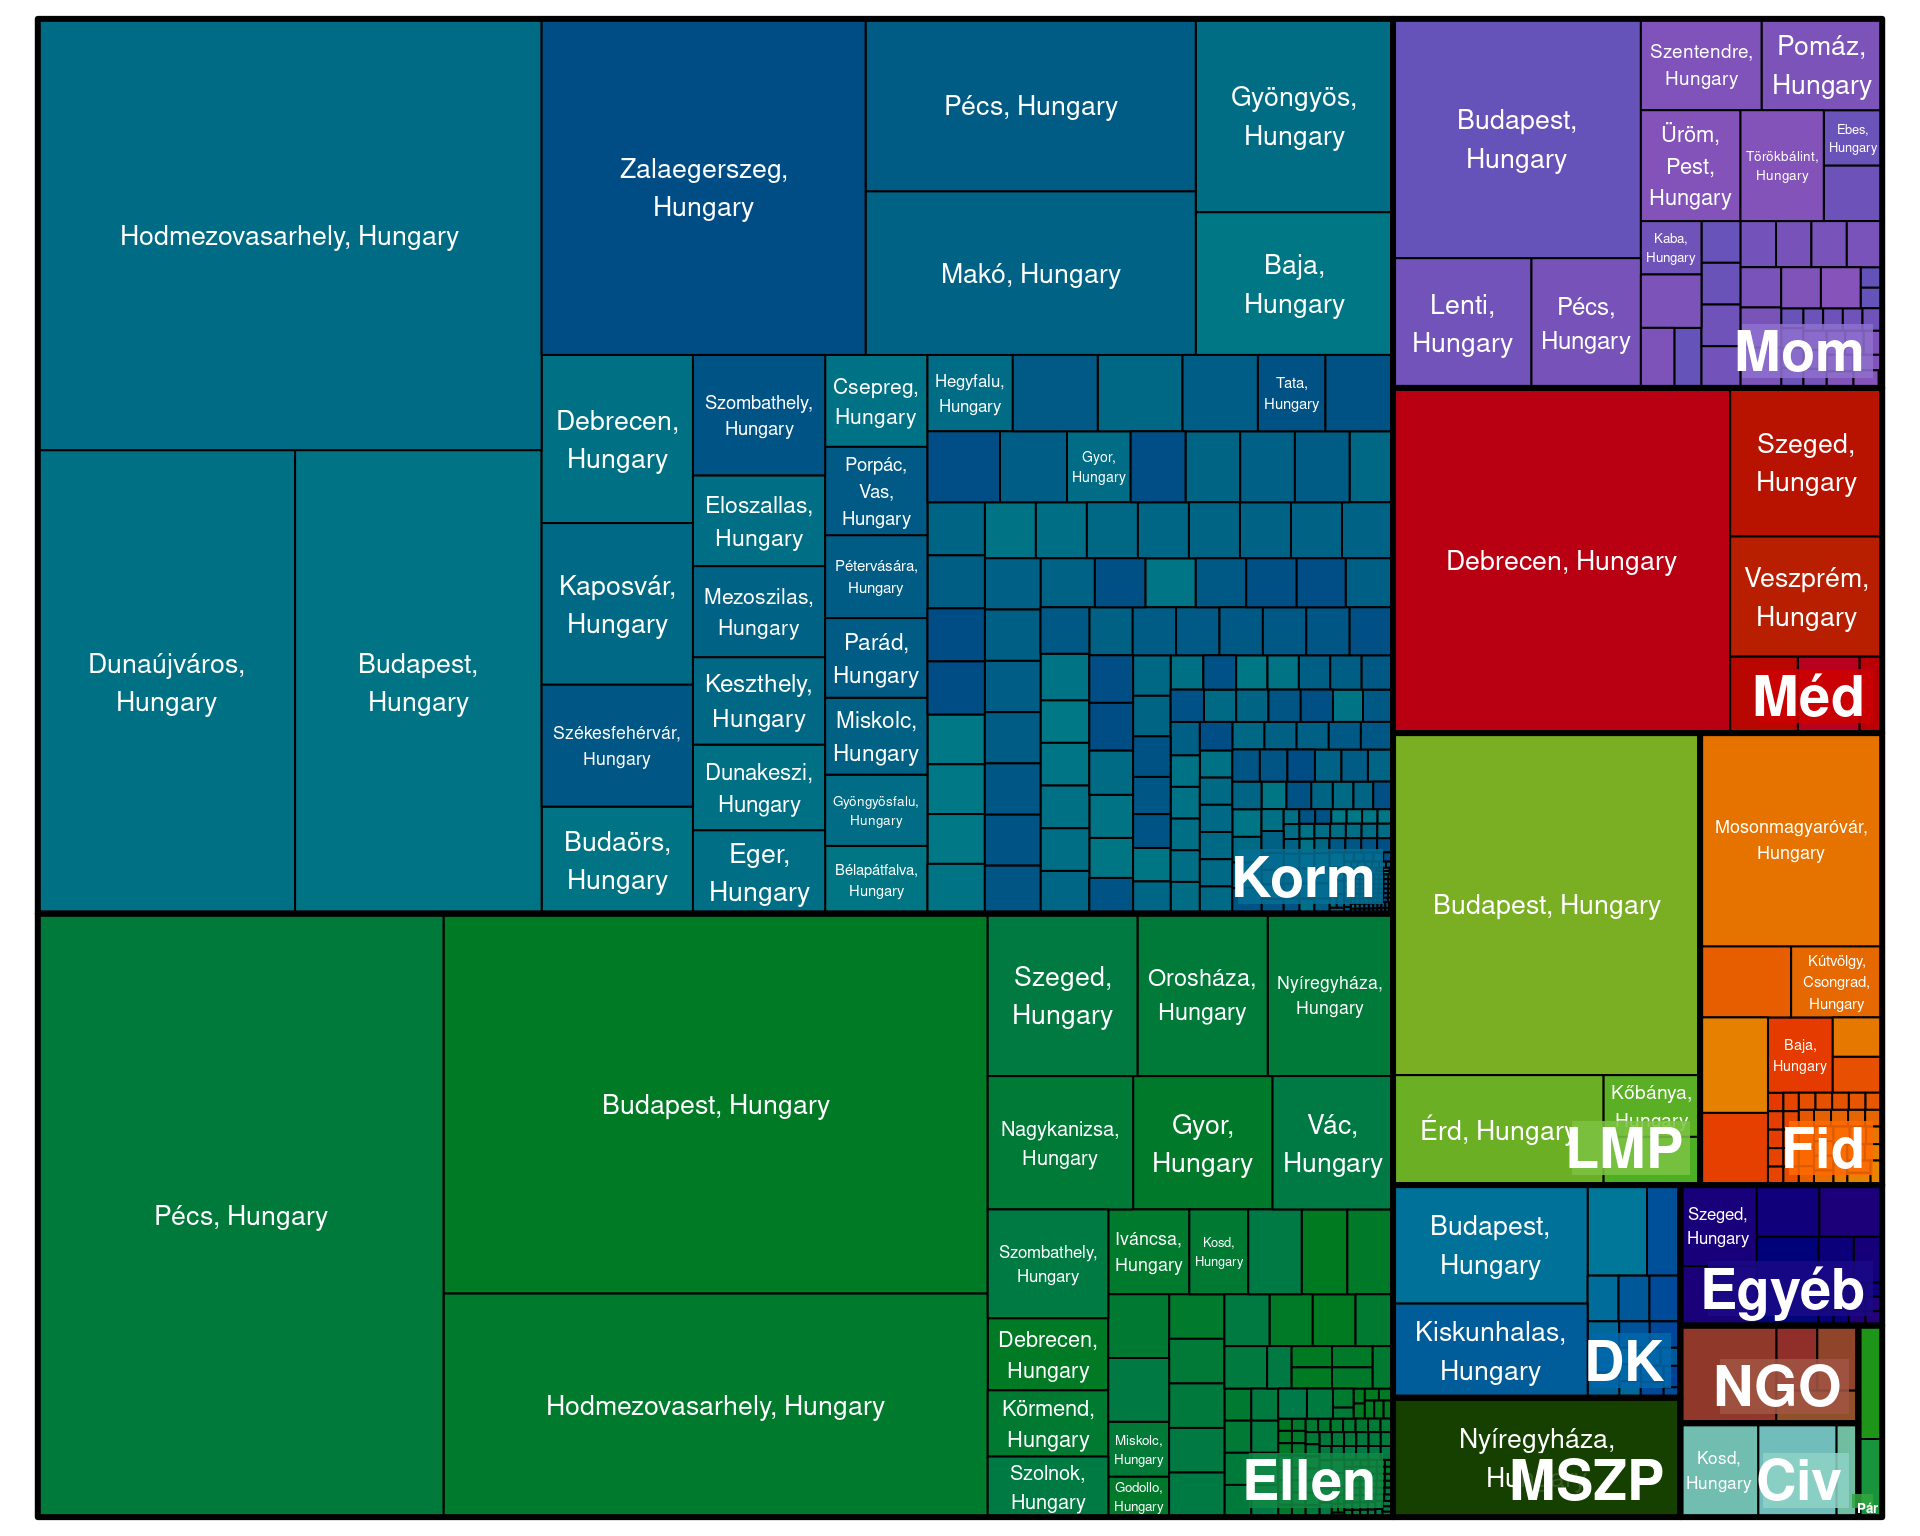 Hodmezovasarhely, Hungary
Dunaújváros,
Hungary
Budapest,
Hungary
Zalaegerszeg,
Hungary
Pécs, Hungary
Makó, Hungary
Gyöngyös,
Hungary
Baja,
Hungary
Debrecen,
Hungary
Kaposvár,
Hungary
Székesfehérvár,
Hungary
Budaörs,
Hungary
Szombathely,
Hungary
Eloszallas,
Hungary
Mezoszilas,
Hungary
Keszthely,
Hungary
Dunakeszi,
Hungary
Eger,
Hungary
Csepreg,
Hungary
Porpác,
Vas,
Hungary
Pétervására,
Hungary
Parád,
Hungary
Miskolc,
Hungary
Gyöngyösfalu,
Hungary
Bélapátfalva,
Hungary
Hegyfalu,
Hungary
Tata,
Hungary
Gyor,
Hungary
Korm
Pécs, Hungary
Budapest, Hungary
Hodmezovasarhely, Hungary
Szeged,
Hungary
Orosháza,
Hungary
Nyíregyháza,
Hungary
Nagykanizsa,
Hungary
Gyor,
Hungary
Vác,
Hungary
Szombathely,
Hungary
Debrecen,
Hungary
Körmend,
Hungary
Szolnok,
Hungary
Iváncsa,
Hungary
Kosd,
Hungary
Miskolc,
Hungary
Godollo,
Hungary
Ellen
Budapest,
Hungary
Lenti,
Hungary
Pécs,
Hungary
Szentendre,
Hungary
Pomáz,
Hungary
Üröm,
Pest,
Hungary
Törökbálint,
Hungary
Ebes,
Hungary
Kaba,
Hungary
Mom
Debrecen, Hungary
Szeged,
Hungary
Veszprém,
Hungary
Méd
Budapest, Hungary
Érd, Hungary
Kőbánya,
Hungary
LMP
Mosonmagyaróvár,
Hungary
Kútvölgy,
Csongrad,
Hungary
Baja,
Hungary
Fid
Budapest,
Hungary
Kiskunhalas,
Hungary
DK
Szeged,
Hungary
Egyéb
NGO
Nyíregyháza,
MSZP
Kosd,
Hungary
Civ
Pár